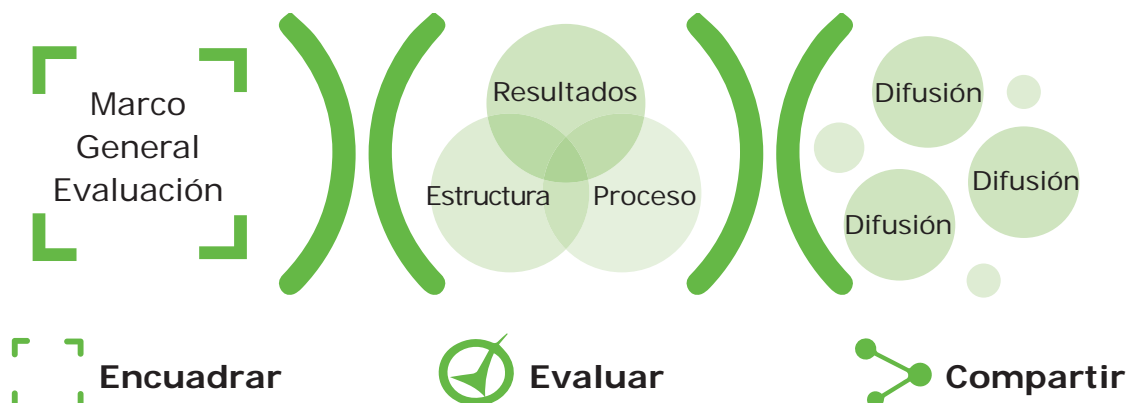 Marco
General
Evaluación
Resultados
Estructura
Proceso
Difusión
Difusión
Difusión
Encuadrar
Evaluar
Compartir